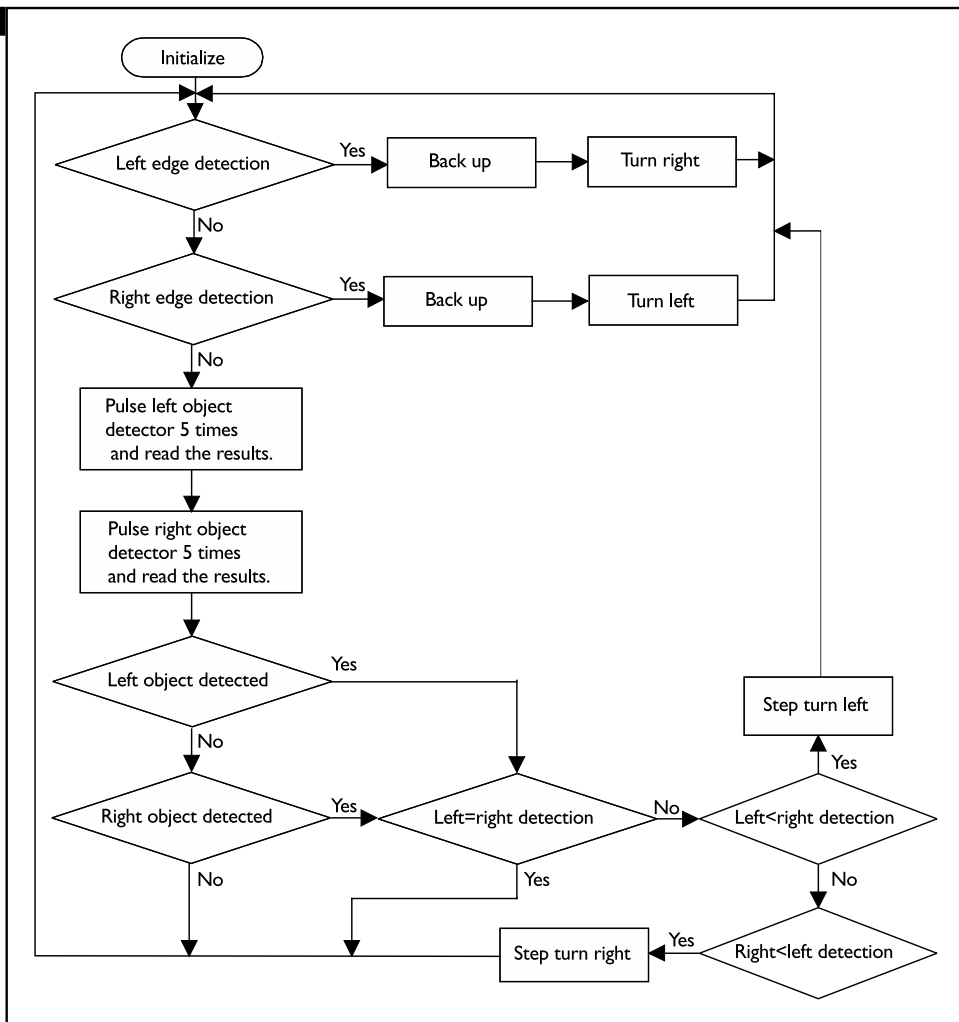 Initialize
Left edge detection
Yes
Back up
Turn right
No
Right edge detection
Yes
Back up
Turn left
No
Pulse left object
detector 5 times
and read the results.
Pulse right object
detector 5 times
and read the results.
Left object detected
Yes
No
Step turn left
Yes
Right object detected
Yes
Left=right detection
No
Left<right detection
No
Yes
No
Step turn right
Yes
Right<left detection